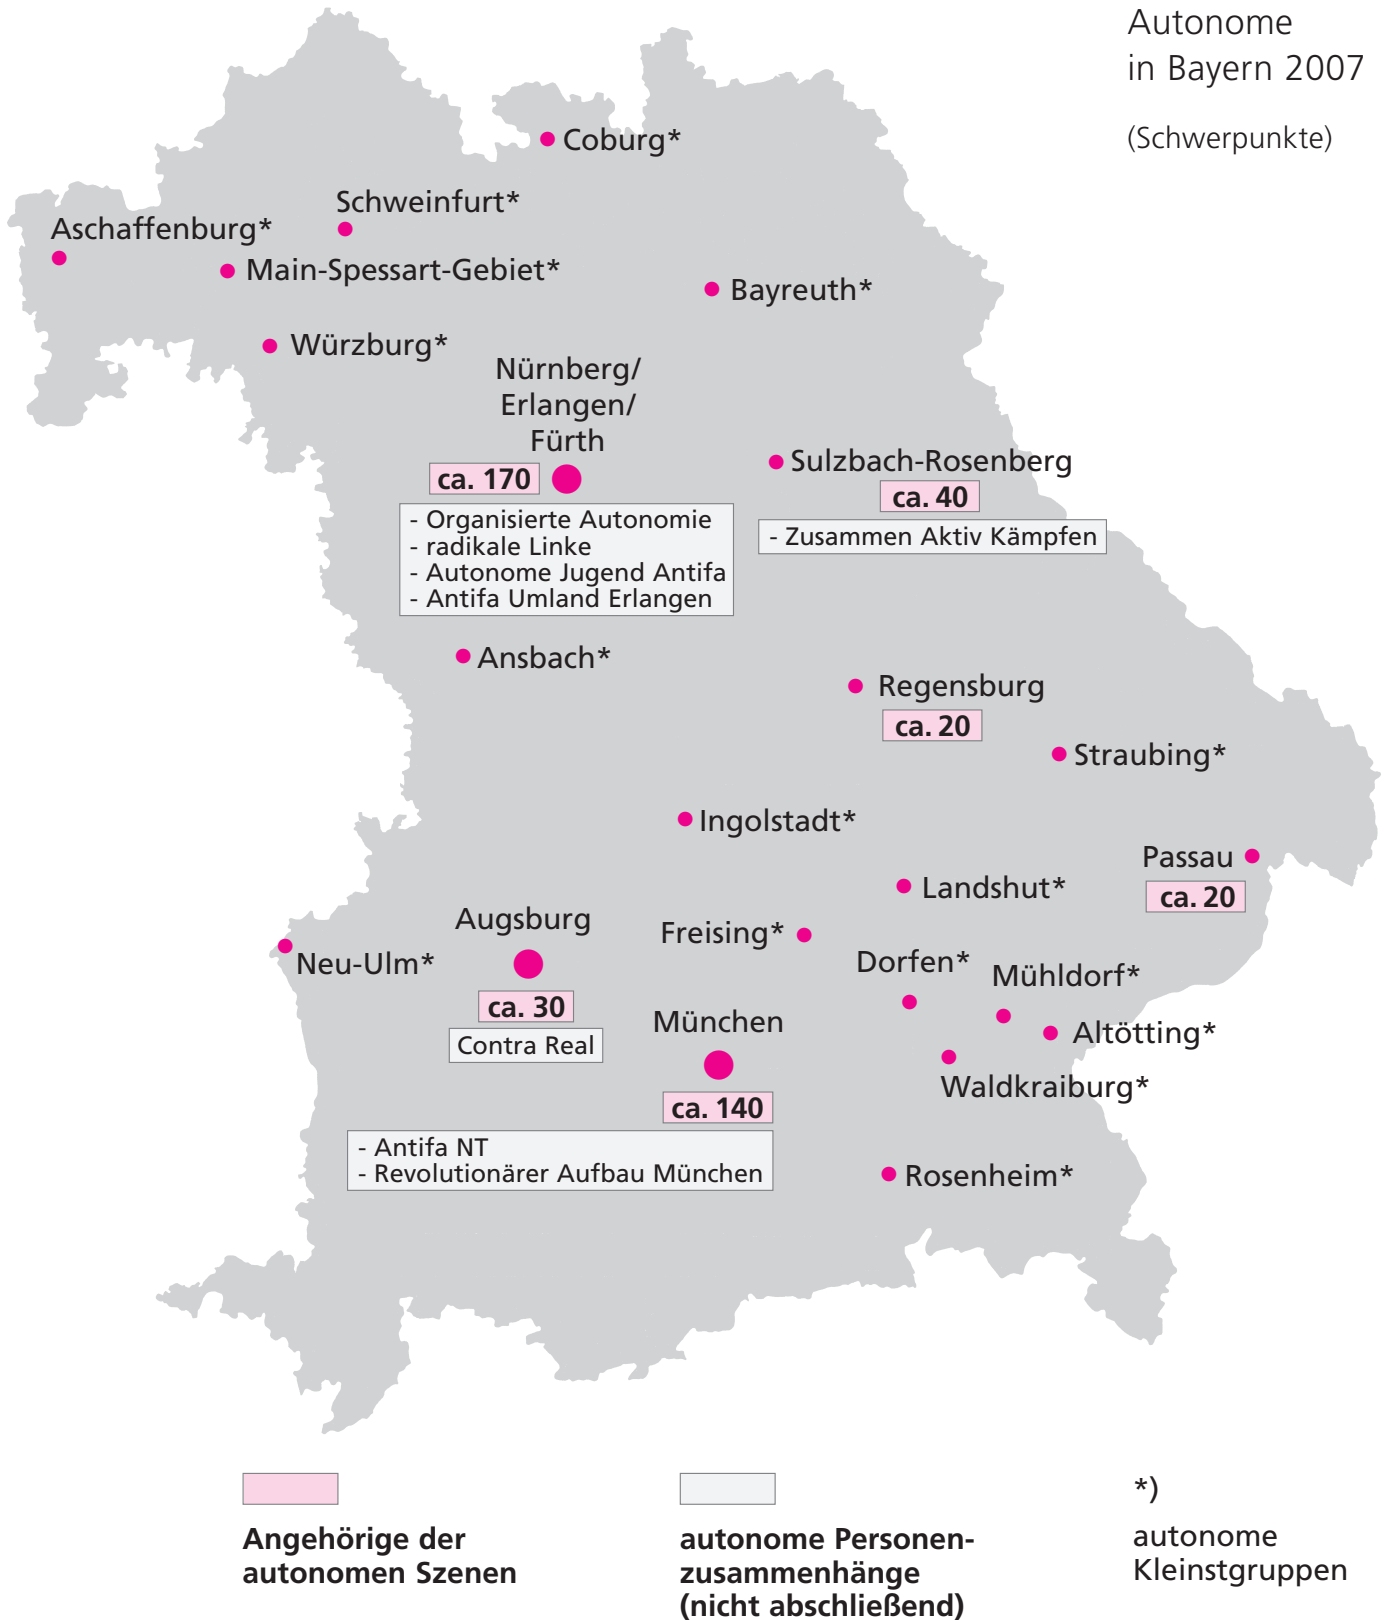 Autonome
in Bayern 2007
(Schwerpunkte)
Coburg*
Schweinfurt*
Aschaffenburg*
Main-Spessart-Gebiet*
Bayreuth*
Würzburg*
Nürnberg/
Erlangen/
Fürth
ca. 170
- Organisierte Autonomie
- radikale Linke
- Autonome Jugend Antifa
- Antifa Umland Erlangen
Sulzbach-Rosenberg
ca. 40
- Zusammen Aktiv Kämpfen
Ansbach*
Regensburg
ca. 20
Straubing*
Ingolstadt*
Passau
ca. 20
Landshut*
Augsburg
ca. 30
Contra Real
Freising*
Neu-Ulm*
Dorfen*
Mühldorf*
Altötting*
München
ca. 140
- Antifa NT
- Revolutionärer Aufbau München
Waldkraiburg*
Rosenheim*
Angehörige der
autonomen Szenen
autonome Personen-
zusammenhänge
(nicht abschließend)
*)
autonome
Kleinstgruppen